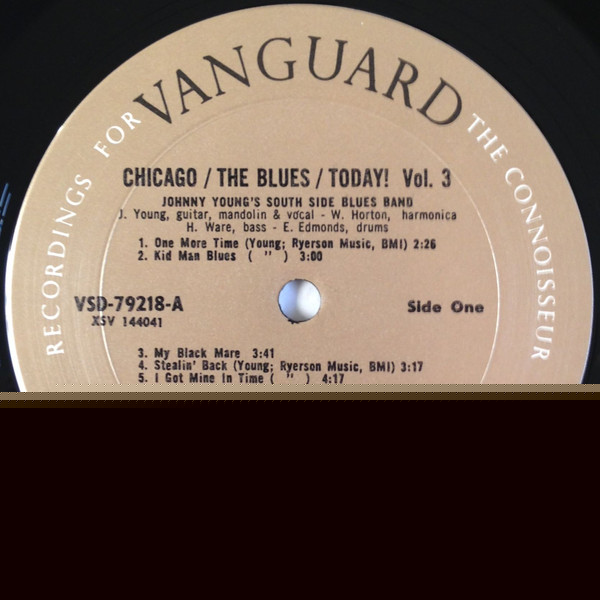 RECORDINGS FOR VANGUARD THE CONNOISSEUR
CHICAGO / THE BLUES / TODAY! Vol. 3
JOHNNY YOUNG'S SOUTH SIDE BLUES BAND
J. Young, guitar, mandolin & vocal - W. Horton, harmonica
H. Ware, bass - E. Edmonds, drums
1. One More Time (Young; Ryerson Music, BMI) 2:26
2. Kid Man Blues ( " ) 3:00
VSD-79218-A
Side One
XSV 144041
3. My Black Mare 3:41
4. Stealin' Back (Young; Ryerson Music, BMI) 3:17
5. I Got Mine In Time ( " ) 4:17